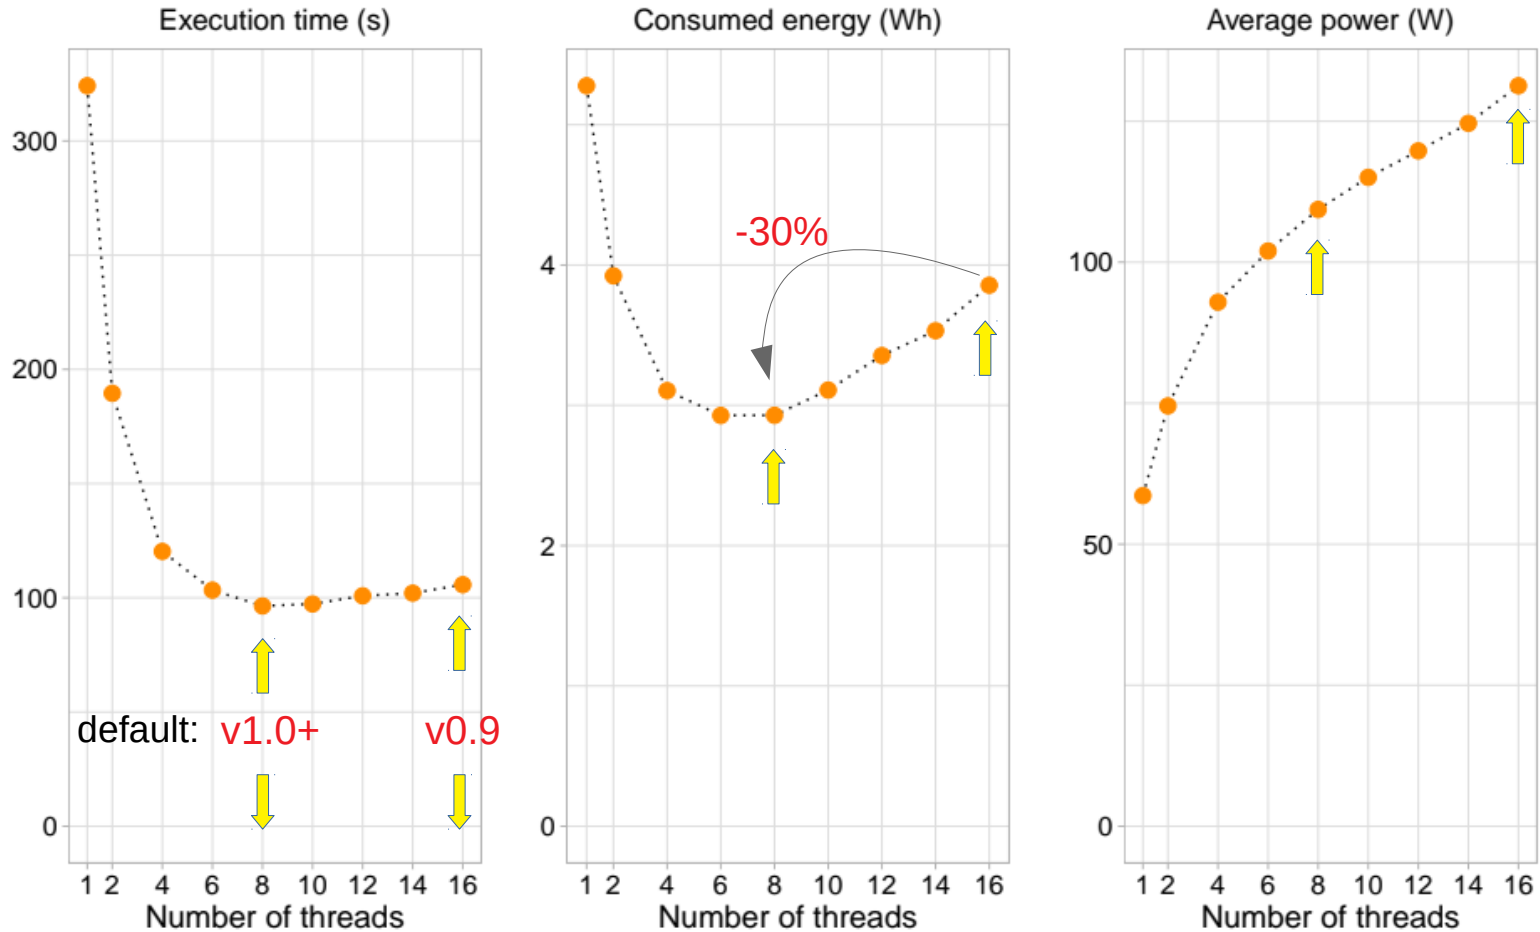 Execution time (s)
300
200
100
0
default: v1.0+ v0.9
1 2 4 6 8 10 12 14 16
Number of threads
Consumed energy (Wh)
-30%
4
2
0
1 2 4 6 8 10 12 14 16
Number of threads
Average power (W)
100
50
0
1 2 4 6 8 10 12 14 16
Number of threads